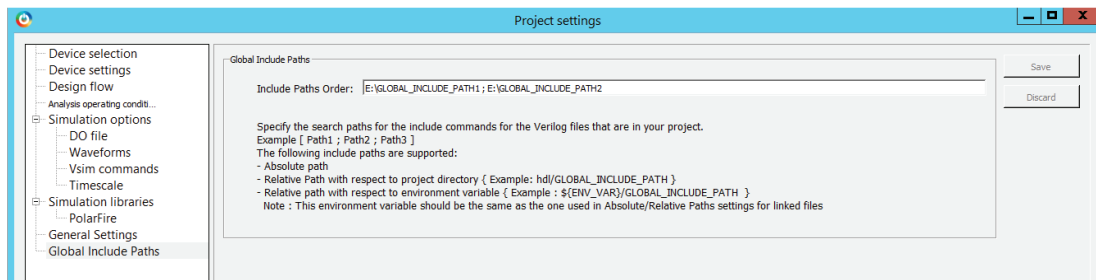 Project settings
X
Device selection
Device settings
Design flow
Analysis operating conditi...
Simulation options
DO file
Waveforms
Vsim commands
Timescale
Simulation libraries
PolarFire
General Settings
Global Include Paths
Global Include Paths
Include Paths Order: E:\GLOBAL_INCLUDE_PATH1 ; E:\GLOBAL_INCLUDE_PATH2
Specify the search paths for the include commands for the Verilog files that are in your project.
Example [ Path1 ; Path2 ; Path3 ]
The following include paths are supported:
- Absolute path
- Relative Path with respect to project directory { Example: hdl/GLOBAL_INCLUDE_PATH }
- Relative path with respect to environment variable { Example : ${ENV_VAR}/GLOBAL_INCLUDE_PATH }
Note : This environment variable should be the same as the one used in Absolute/Relative Paths settings for linked files
Save
Discard